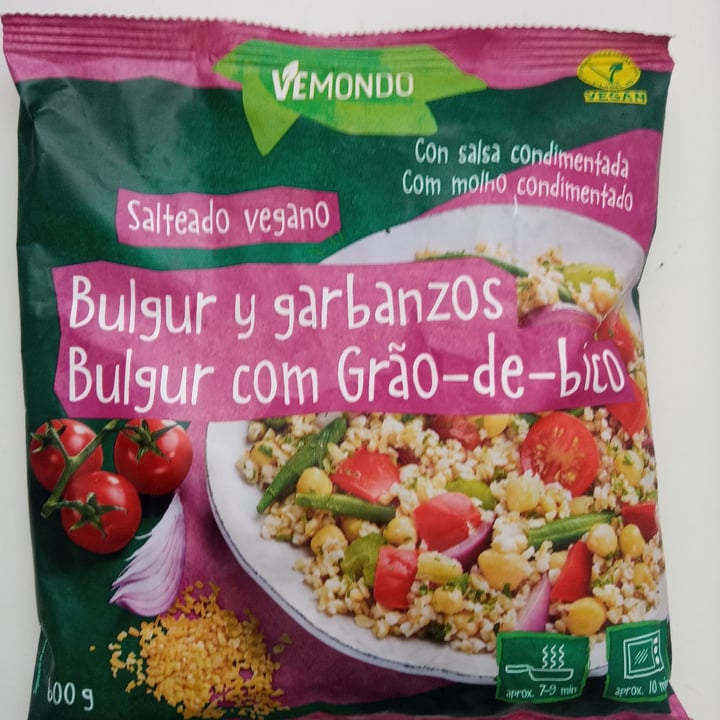 VEMONDO
VEGAN
Con salsa condimentada
Com molho condimentado
Salteado vegano
Bulgur y garbanzos
Bulgur com Grão-de-bico
600 g
aprox. 7-9 min
aprox. 10 min